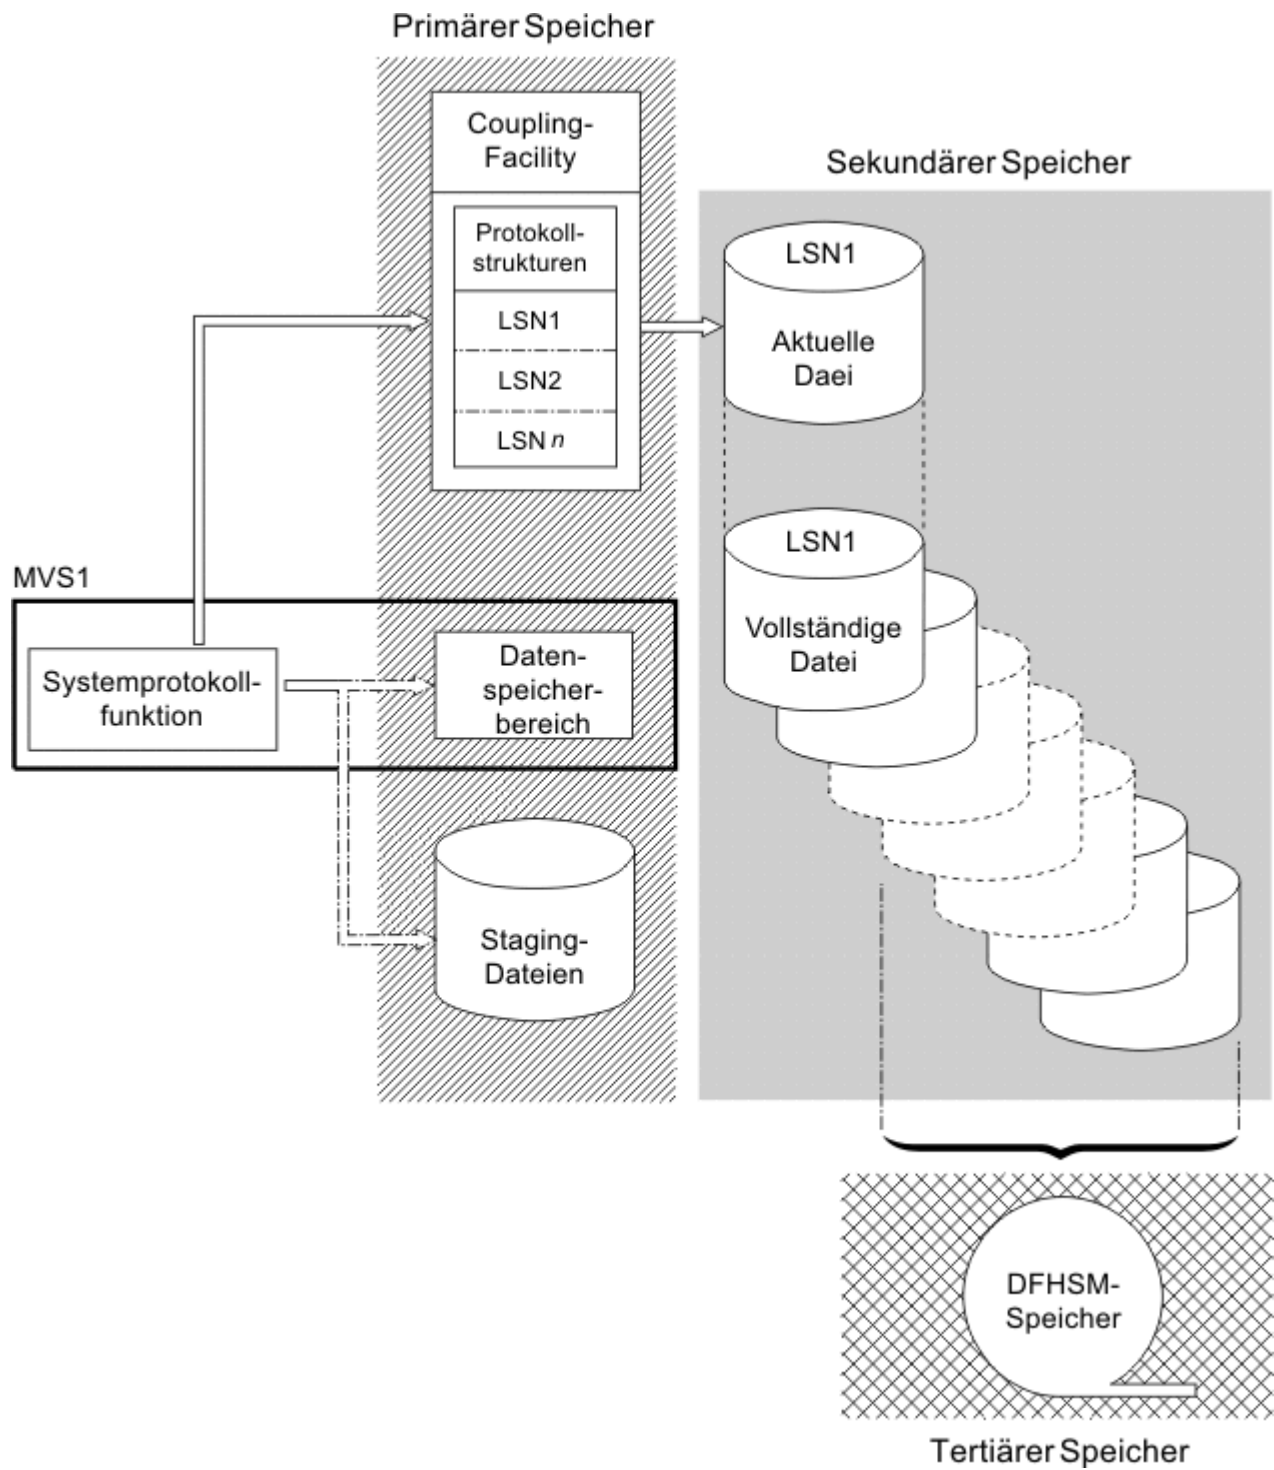 Primärer Speicher
Coupling-
Facility
Protokoll-
strukturen
LSN1
LSN2
LSN n
Sekundärer Speicher
LSN1
Aktuelle
Daei
LSN1
Vollständige
Datei
MVS1
Systemprotokoll-
funktion
Daten-
speicher-
bereich
Staging-
Dateien
DFHSM-
Speicher
Tertiärer Speicher